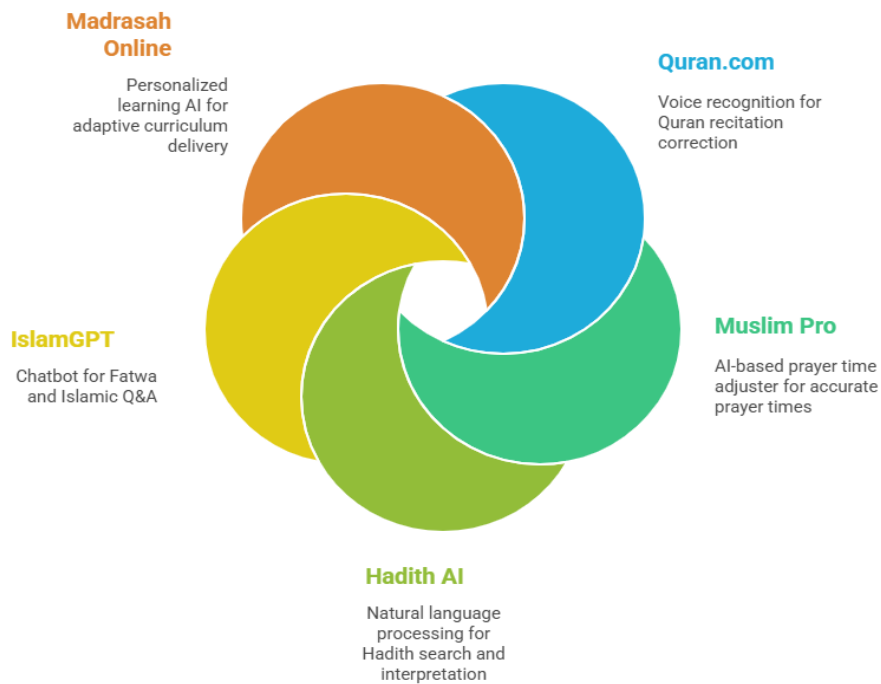 Madrasah
Online
Personalized
learning AI for
adaptive curriculum
delivery
Quran.com
Voice recognition for
Quran recitation
correction
IslamGPT
Chatbot for Fatwa
and Islamic Q&A
Muslim Pro
AI-based prayer time
adjuster for accurate
prayer times
Hadith AI
Natural language
processing for
Hadith search and
interpretation